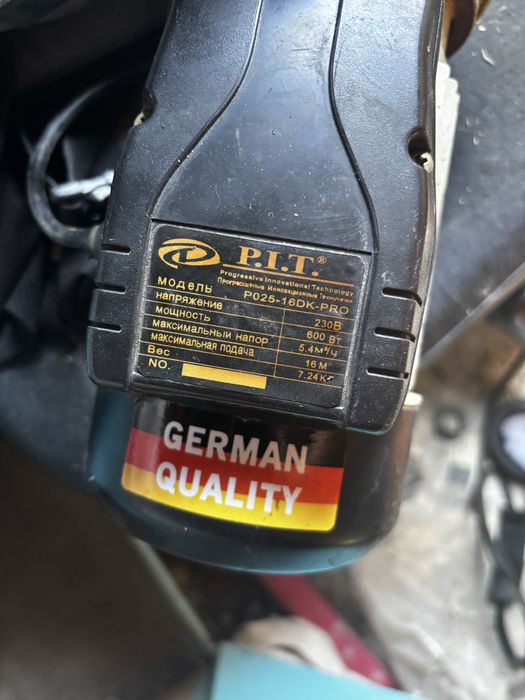 P.I.T.®
Progressive Innovational Technology
Прогрессивные Инновационные Технологии
Модель P025-16DK-PRO
напряжение 230В
мощность 600 Вт
максимальный напор 5.4м³/ч
максимальная подача 16 м
Вес 7.24К
NO.
GERMAN
QUALITY